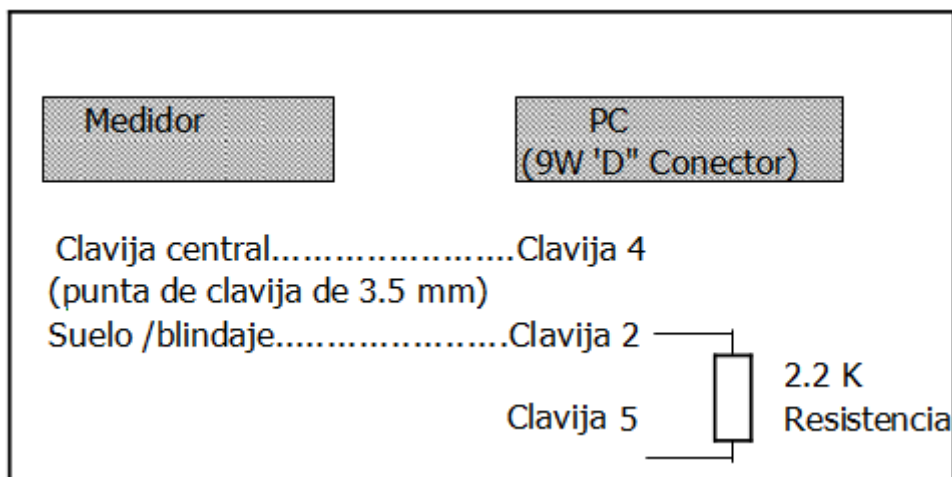 Medidor
PC
(9W 'D" Conector)
Clavija central.......................Clavija 4
(punta de clavija de 3.5 mm)
Suelo /blindaje......................Clavija 2
2.2 K
Clavija 5
Resistencia